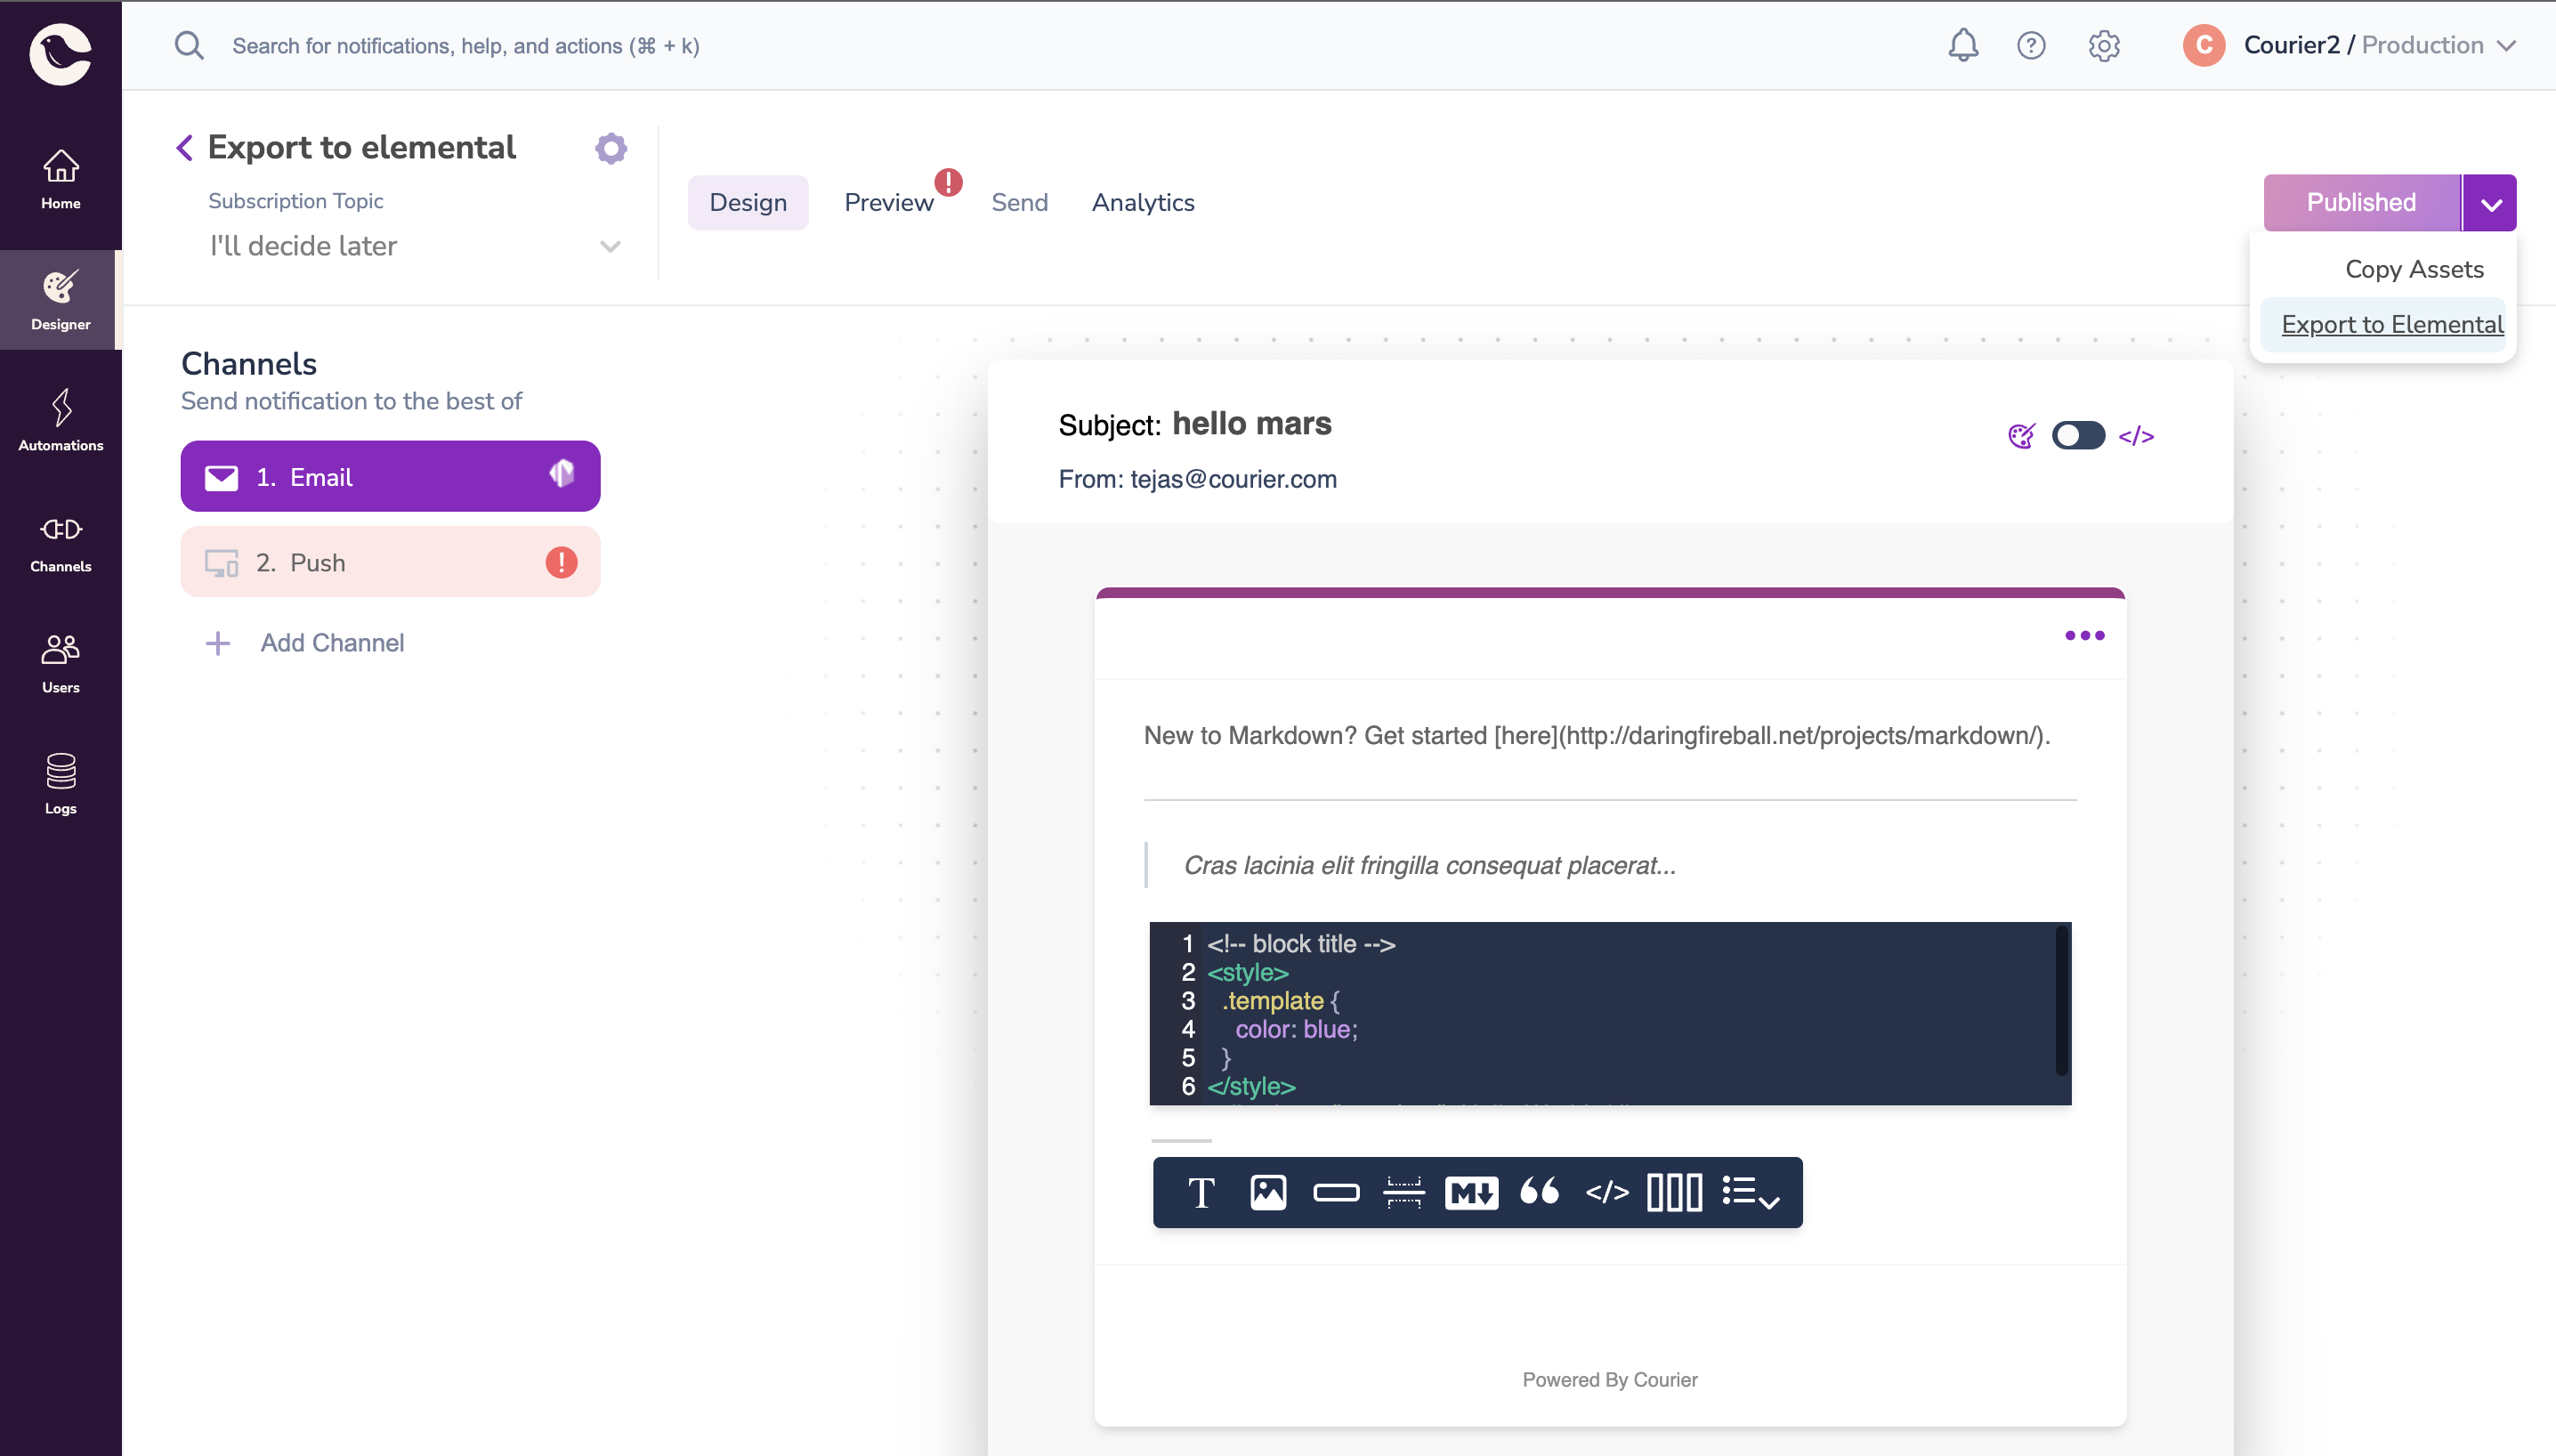 Search for notifications, help, and actions (⌘ + k)
C
Courier2 / Production
Home
Designer
Automations
Channels
Users
Logs
Export to elemental
Subscription Topic
I'll decide later
Design
Preview
!
Send
Analytics
Published
Copy Assets
Export to Elemental
Channels
Send notification to the best of
1. Email
2. Push
!
+ Add Channel
Subject: hello mars
From: tejas@courier.com
</>
New to Markdown? Get started [here](http://daringfireball.net/projects/markdown/).
Cras lacinia elit fringilla consequat placerat...
1 <!-- block title -->
2 <style>
3 .template {
4 color: blue;
5 }
6 </style>
T
M
</>
Powered By Courier